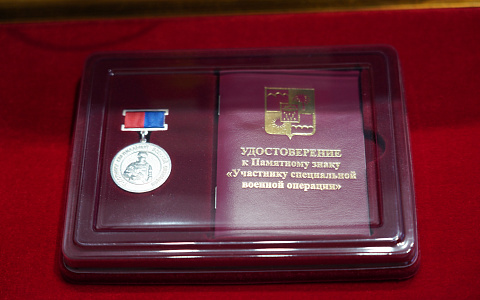 УДОСТОВЕРЕНИЕ
к Памятному знаку
«Участнику специальной
военной операции»